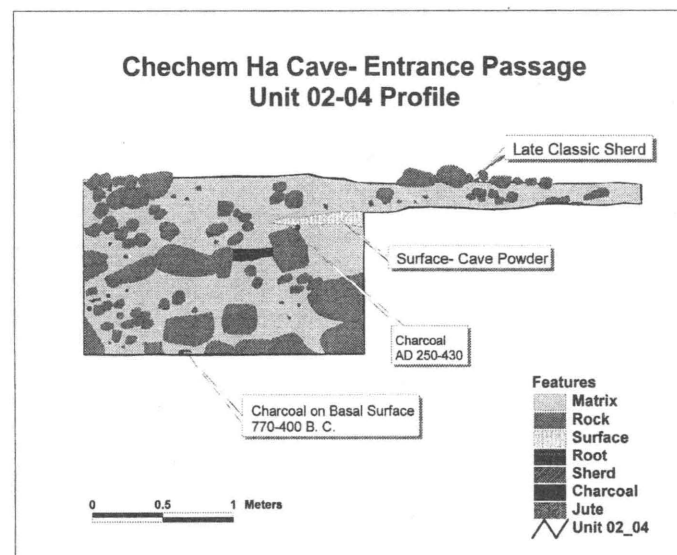 Chechem Ha Cave- Entrance Passage
Unit 02-04 Profile
Late Classic Sherd
Surface- Cave Powder
Charcoal
AD 250-430
Charcoal on Basal Surface
770-400 B. C.
Features
Matrix
Rock
Surface
Root
Sherd
Charcoal
Jute
Unit 02_04
0 0.5 1 Meters